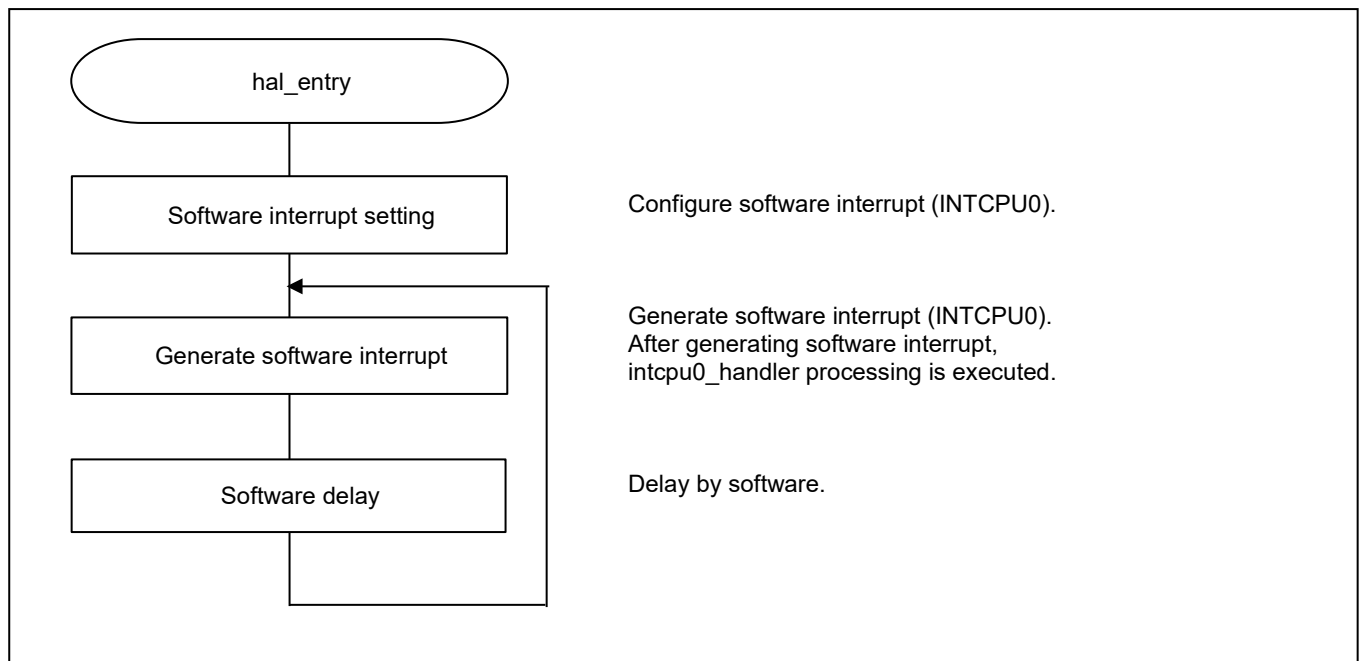 hal_entry
Software interrupt setting
Configure software interrupt (INTCPU0).
Generate software interrupt
Generate software interrupt (INTCPU0).
After generating software interrupt,
intcpu0_handler processing is executed.
Software delay
Delay by software.